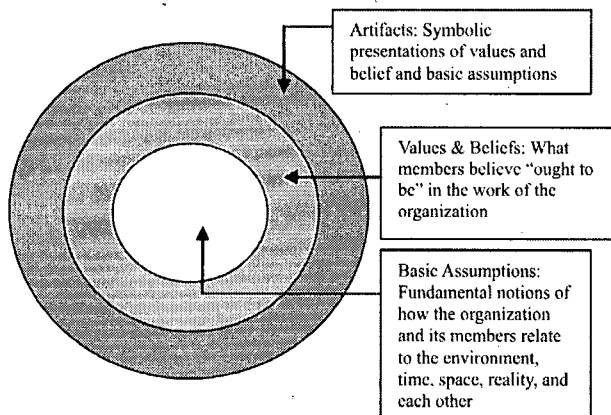 Artifacts: Symbolic
presentations of values and
belief and basic assumptions
Values & Beliefs: What
members believe “ought to
be” in the work of the
organization
Basic Assumptions:
Fundamental notions of
how the organization
and its members relate
to the environment,
time, space, reality, and
each other